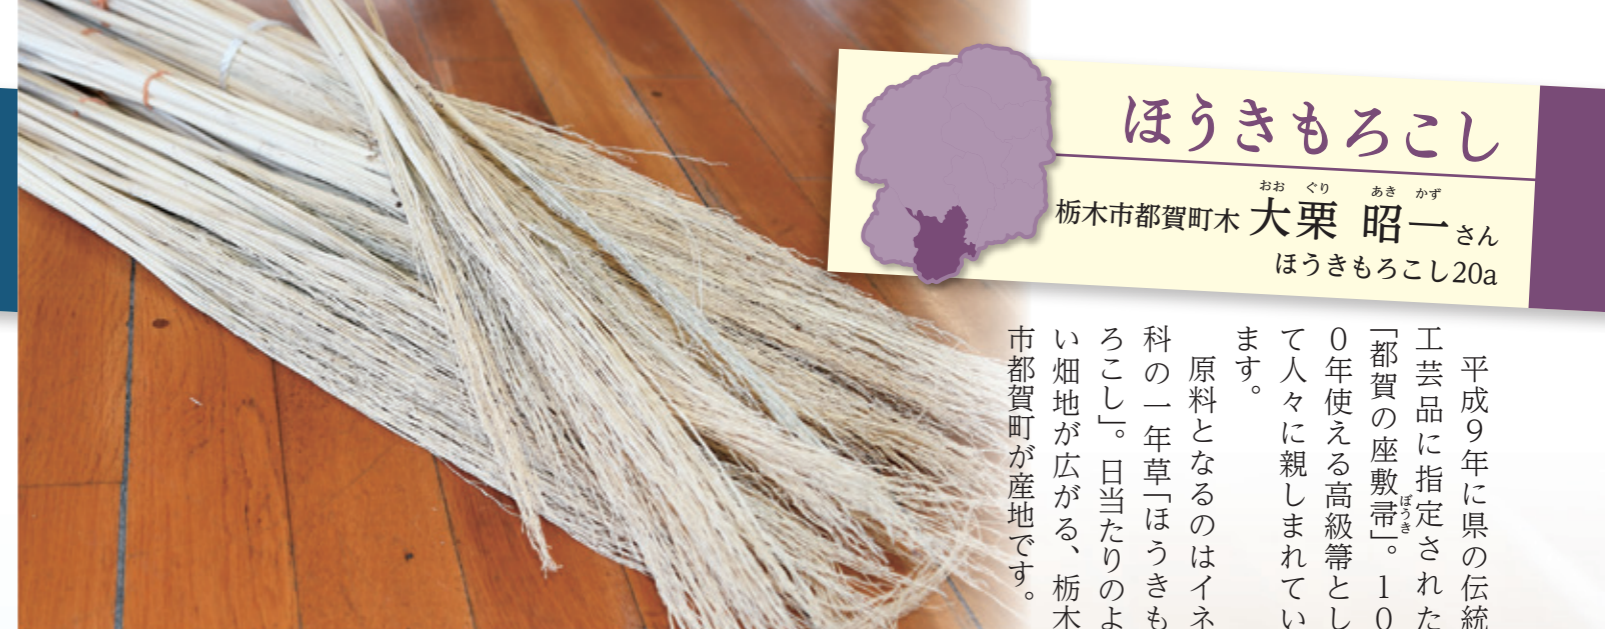 ほうきもろこし
栃木市都賀町木 大栗 昭一さん
おお ぐり あき かず
ほうきもろこし20a
平成９年に県の伝統
工芸品に指定された
「都賀の座敷帚」。１０
ぼうき
０年使える高級箒とし
て人々に親しまれてい
ます。
原料となるのはイネ
科の一年草「ほうきも
ろこし」。日当たりのよ
い畑地が広がる、栃木
市都賀町が産地です。